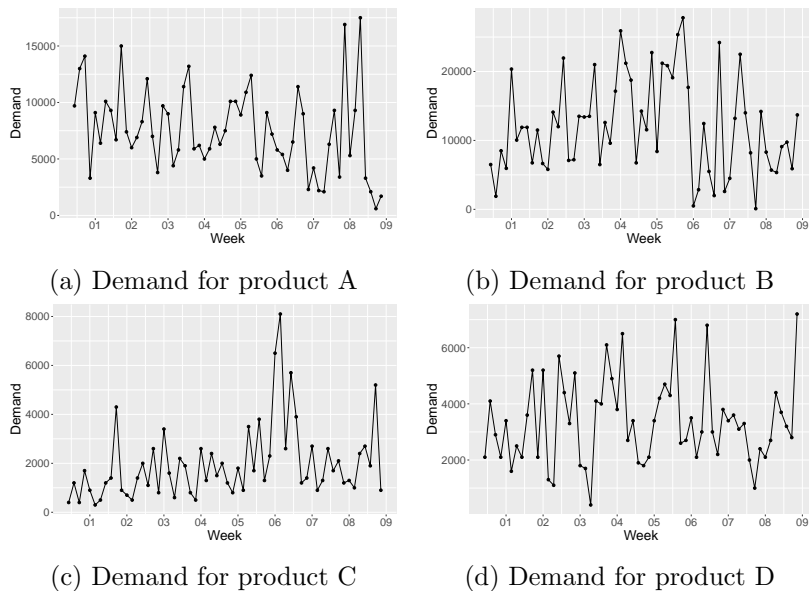 15000
10000
5000
0
Demand
01 02 03 04 05 06 07 08 09
Week
(a) Demand for product A
20000
10000
0
Demand
01 02 03 04 05 06 07 08 09
Week
(b) Demand for product B
8000
6000
4000
2000
0
Demand
01 02 03 04 05 06 07 08 09
Week
(c) Demand for product C
6000
4000
2000
Demand
01 02 03 04 05 06 07 08 09
Week
(d) Demand for product D